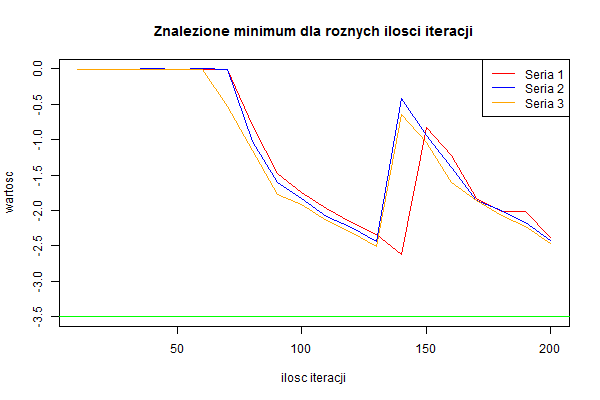 Znalezione minimum dla roznych ilosci iteracji
Seria 1
Seria 2
Seria 3
0.0
-0.5
-1.0
-1.5
-2.0
-2.5
-3.0
-3.5
wartosc
50
100
150
200
ilosc iteracji